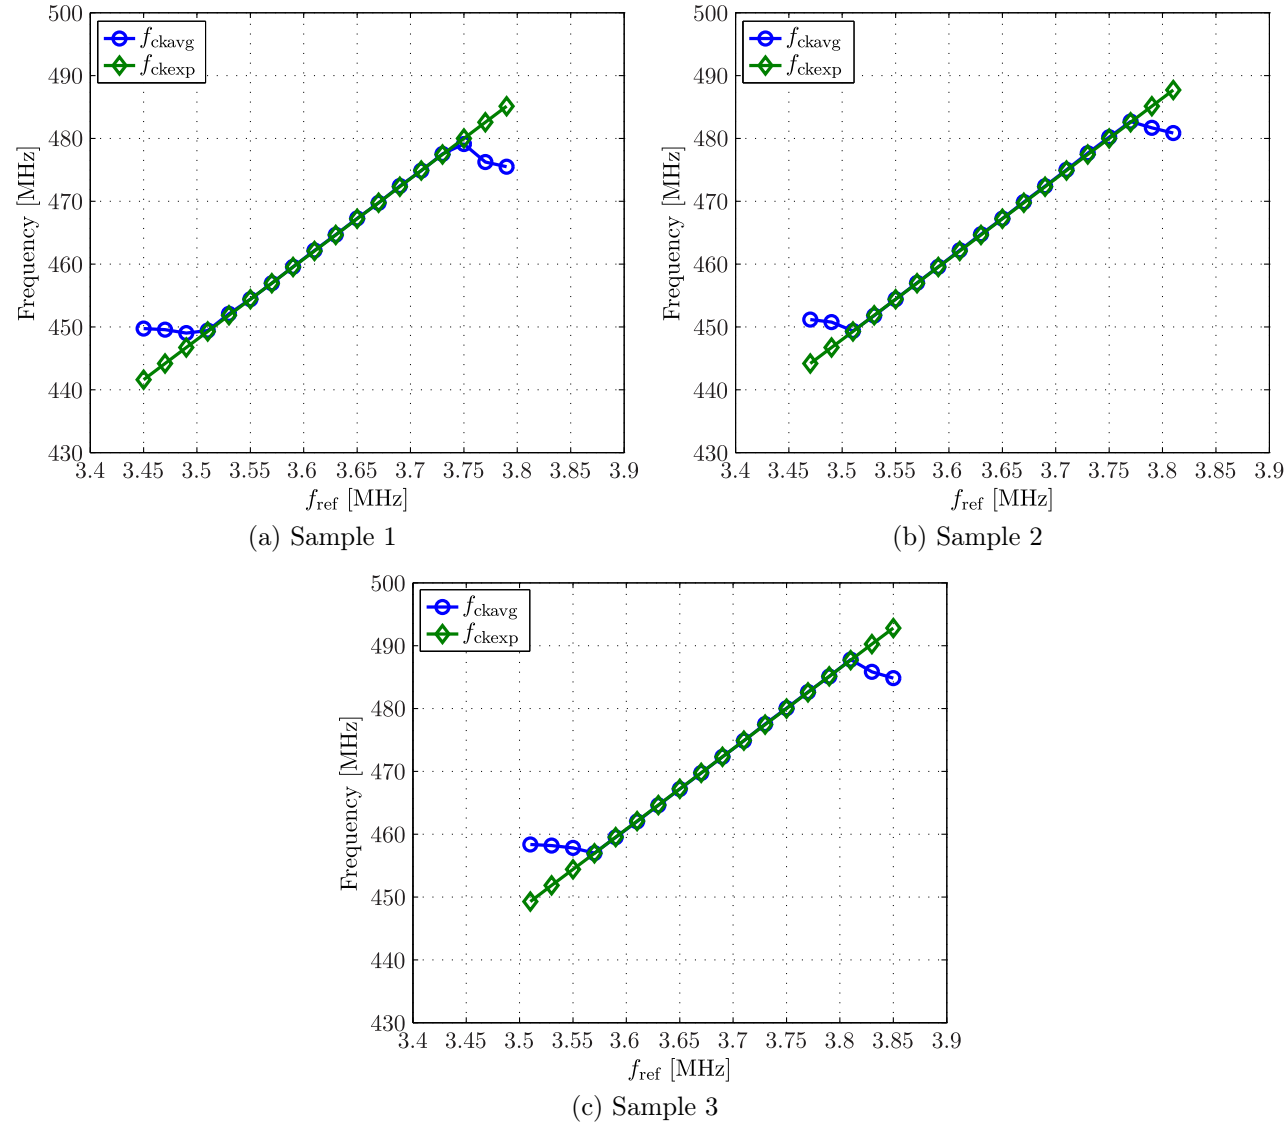 500
490
480
470
460
450
440
430
Frequency [MHz]
f_ckavg
f_ckexp
3.4 3.45 3.5 3.55 3.6 3.65 3.7 3.75 3.8 3.85 3.9
f_ref [MHz]
(a) Sample 1
500
490
480
470
460
450
440
430
Frequency [MHz]
f_ckavg
f_ckexp
3.4 3.45 3.5 3.55 3.6 3.65 3.7 3.75 3.8 3.85 3.9
f_ref [MHz]
(b) Sample 2
500
490
480
470
460
450
440
430
Frequency [MHz]
f_ckavg
f_ckexp
3.4 3.45 3.5 3.55 3.6 3.65 3.7 3.75 3.8 3.85 3.9
f_ref [MHz]
(c) Sample 3